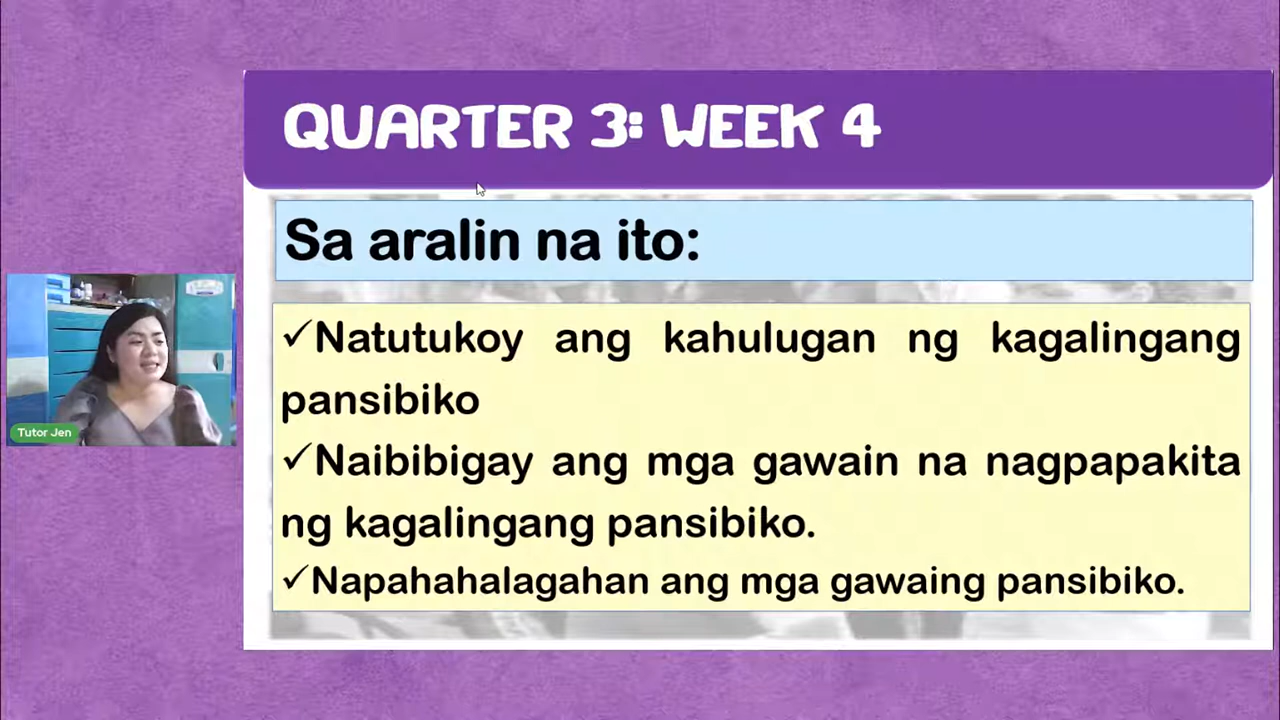 QUARTER 3: WEEK 4
Sa aralin na ito:
✓Natutukoy ang kahulugan ng kagalingang
pansibiko
✓Naibibigay ang mga gawain na nagpapakita
ng kagalingang pansibiko.
✓Napahahalagahan ang mga gawaing pansibiko.
Tutor Jen